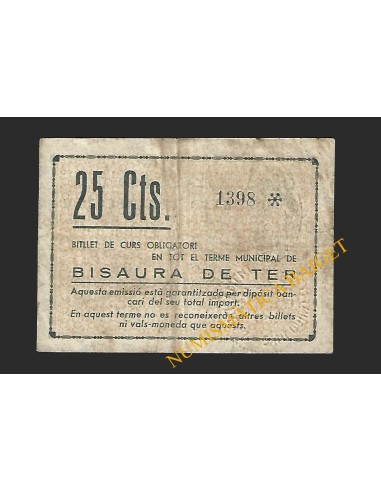 25 Cts.
1398 *
BITLLET DE CURS OBLIGATORI
EN TOT EL TERME MUNICIPAL DE
BISAURA DE TER
Aquesta emissió està garantitzada per dipòsit ban-
cari del seu total import.
En aquest terme no es reconeixerà altres billets
ni vals-moneda que aquests.